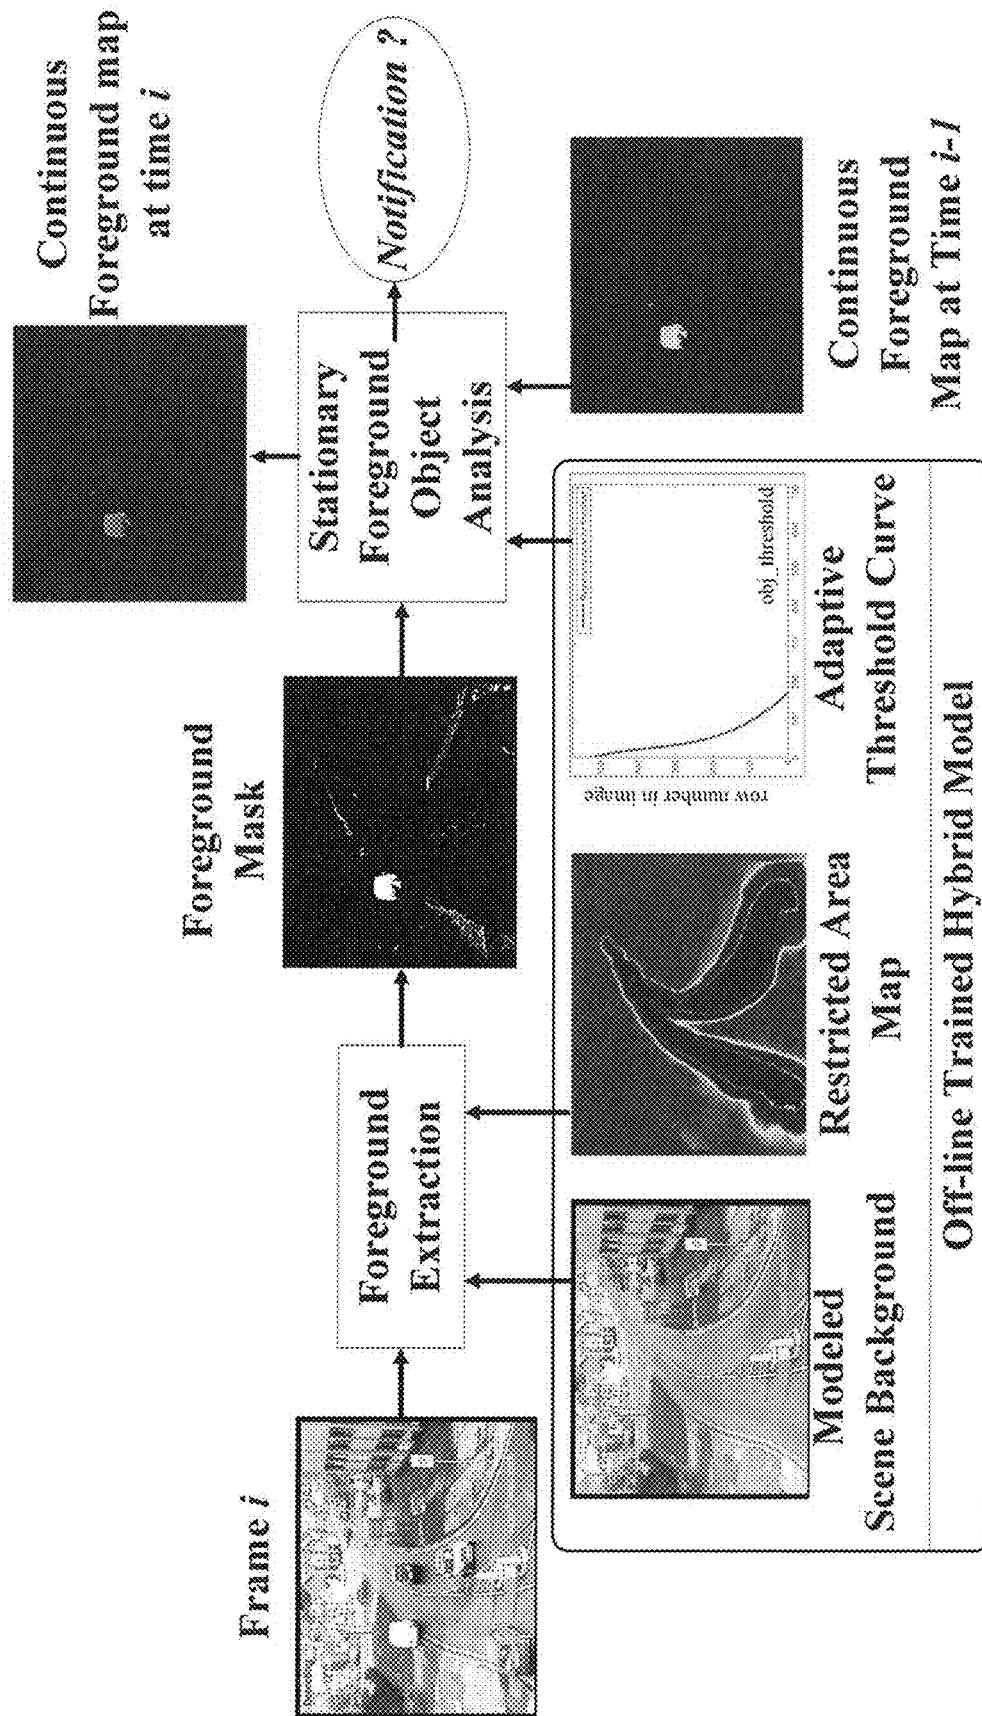 Frame i
Foreground
Extraction
Foreground
Mask
Stationary
Foreground
Object
Analysis
Continuous
Foreground map
at time i
Notification ?
Modeled
Scene Background
Restricted Area
Map
row number in image
obj_threshold
Adaptive
Threshold Curve
Off-line Trained Hybrid Model
Continuous
Foreground
Map at Time i-1